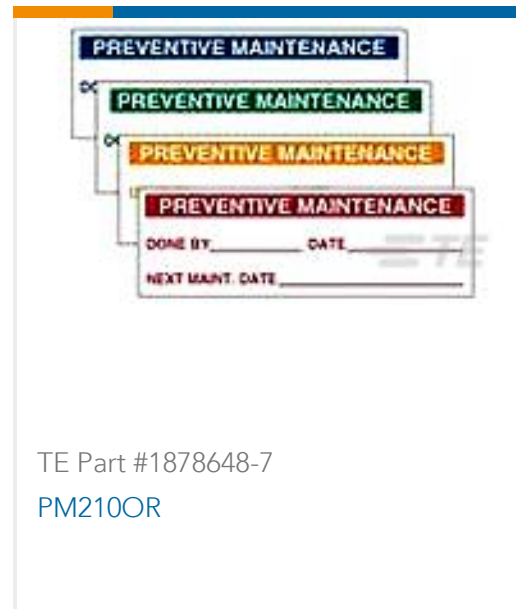 PREVENTIVE MAINTENANCE
PREVENTIVE MAINTENANCE
PREVENTIVE MAINTENANCE
PREVENTIVE MAINTENANCE
DONE BY DATE
NEXT MAINT. DATE
TE
TE Part #1878648-7
PM210OR